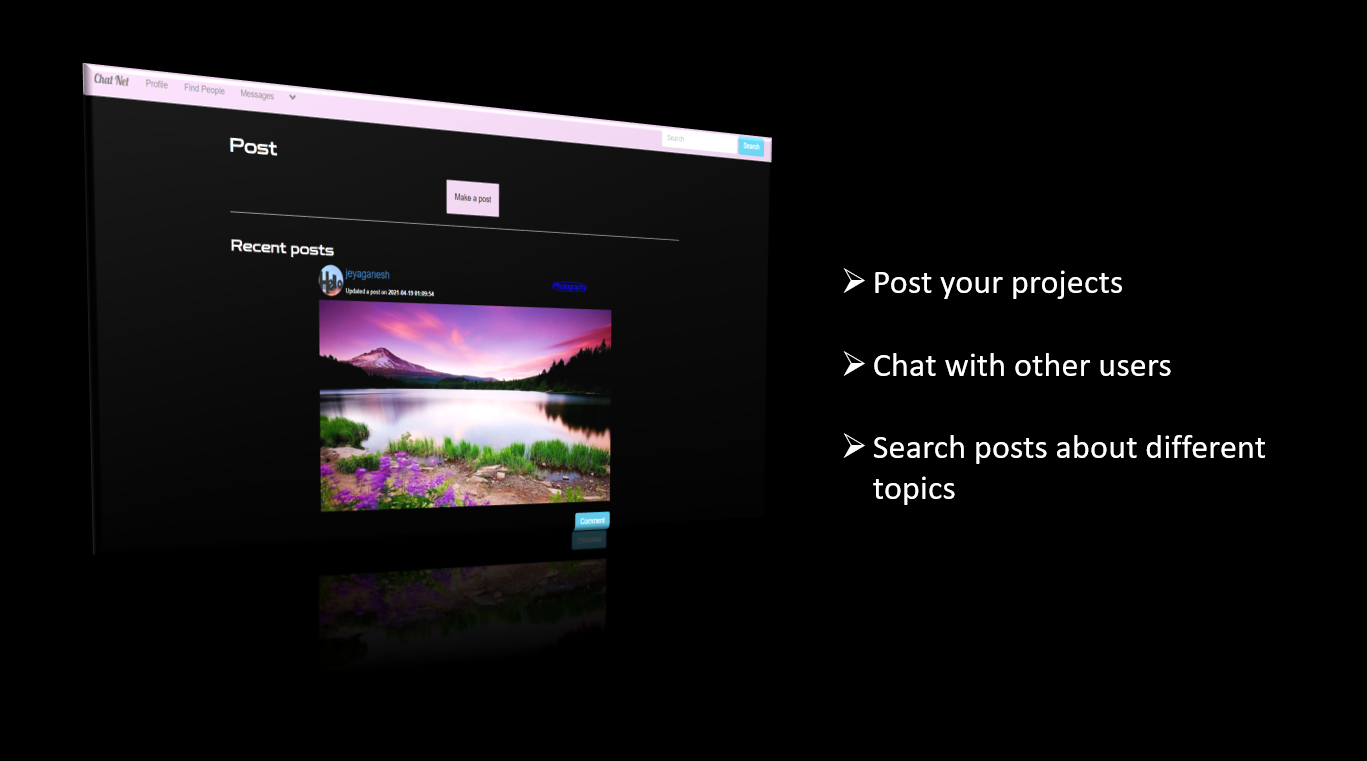 Chat Net Profile Find People Messages
Search Search
Post
Make a post
Recent posts
Hello
jeyaganesh
Updated a post on 2021-04-19 01:09:54
Photography
Comment
Post your projects
Chat with other users
Search posts about different
topics